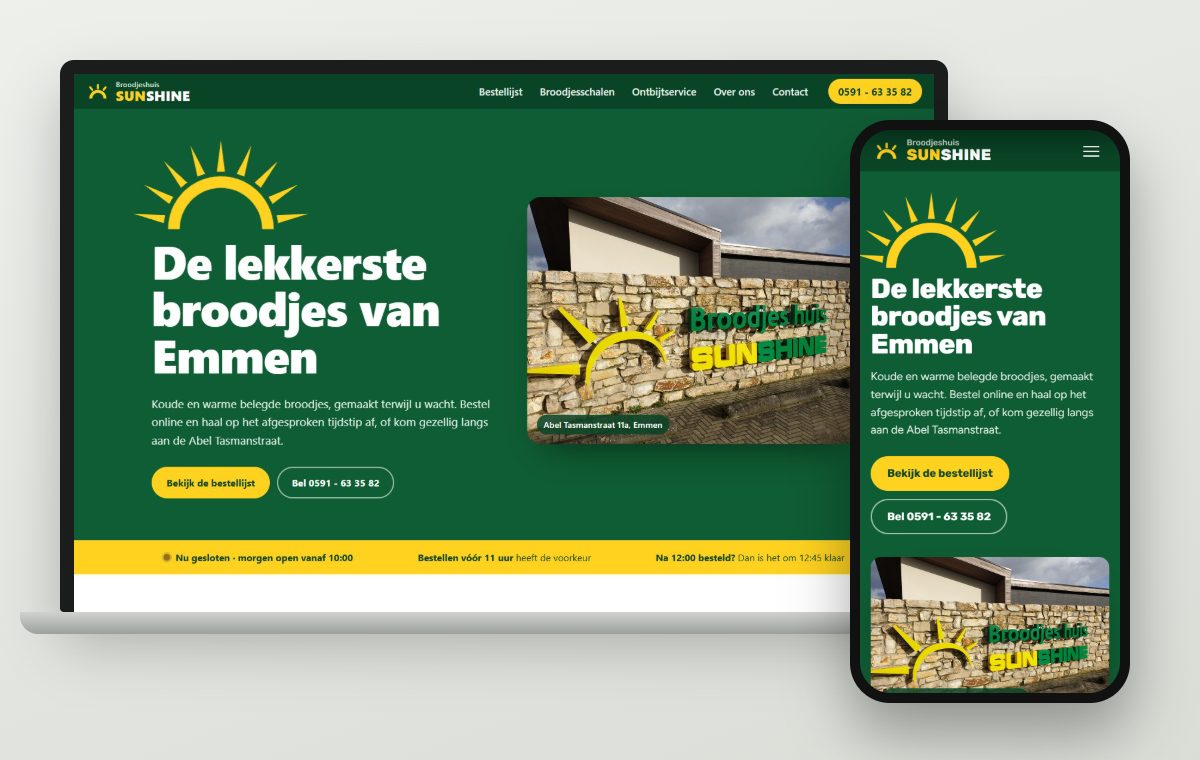 Broodjeshuis
SUNSHINE
Bestellijst
Broodjesschalen
Ontbijtservice
Over ons
Contact
0591 - 63 35 82
De lekkerste
broodjes van
Emmen
Koude en warme belegde broodjes, gemaakt terwijl u wacht. Bestel
online en haal op het afgesproken tijdstip af, of kom gezellig langs
aan de Abel Tasmanstraat.
Bekijk de bestellijst
Bel 0591 - 63 35 82
Broodjes huis
SUNSHINE
Abel Tasmanstraat 11a, Emmen
Nu gesloten · morgen open vanaf 10:00
Bestellen vóór 11 uur heeft de voorkeur
Na 12:00 besteld? Dan is het om 12:45 klaar
Broodjeshuis
SUNSHINE
De lekkerste
broodjes van
Emmen
Koude en warme belegde broodjes, gemaakt
terwijl u wacht. Bestel online en haal op het
afgesproken tijdstip af, of kom gezellig langs
aan de Abel Tasmanstraat.
Bekijk de bestellijst
Bel 0591 - 63 35 82
Broodjes huis
SUNSHINE